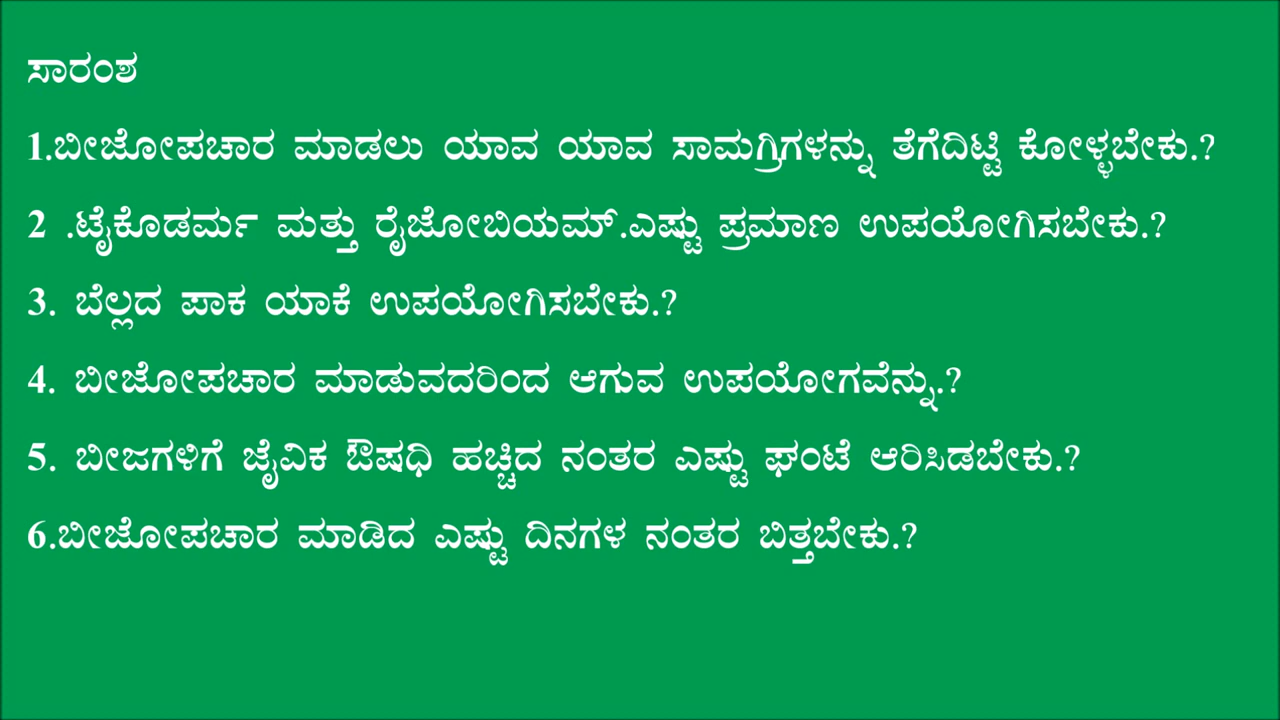 ಸಾರಂಶ
1.ಬೀಜೋಪಚಾರ ಮಾಡಲು ಯಾವ ಯಾವ ಸಾಮಗ್ರಿಗಳನ್ನು ತೆಗೆದಿಟ್ಟಿ ಕೋಳ್ಳಬೇಕು.?
2 .ಟೈಕೊಡರ್ಮ ಮತ್ತು ರೈಜೋಬಿಯಮ್.ಎಷ್ಟು ಪ್ರಮಾಣ ಉಪಯೋಗಿಸಬೇಕು.?
3. ಬೆಲ್ಲದ ಪಾಕ ಯಾಕೆ ಉಪಯೋಗಿಸಬೇಕು.?
4. ಬೀಜೋಪಚಾರ ಮಾಡುವದರಿಂದ ಆಗುವ ಉಪಯೋಗವೆನ್ನು.?
5. ಬೀಜಗಳಿಗೆ ಜೈವಿಕ ಔಷಧಿ ಹಚ್ಚಿದ ನಂತರ ಎಷ್ಟು ಘಂಟೆ ಆರಿಸಿಡಬೇಕು.?
6.ಬೀಜೋಪಚಾರ ಮಾಡಿದ ಎಷ್ಟು ದಿನಗಳ ನಂತರ ಬಿತ್ತಬೇಕು.?